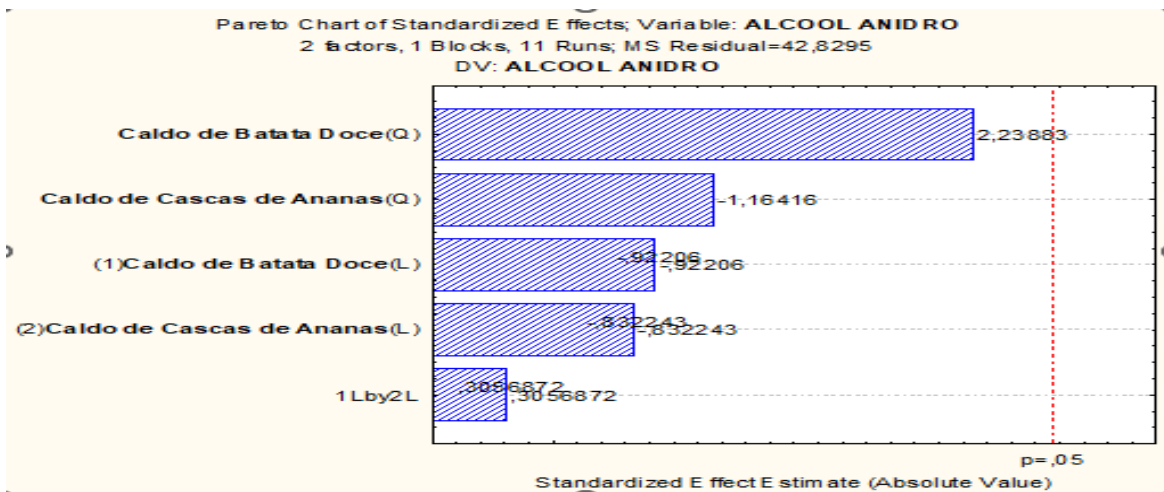 Pareto Chart of Standardized Effects; Variable: ALCOOL ANIDRO
2 factors, 1 Blocks, 11 Runs; MS Residual=42,8295
DV: ALCOOL ANIDRO
Caldo de Batata Doce(Q)
2,23883
Caldo de Cascas de Ananas(Q)
-1,16416
(1)Caldo de Batata Doce(L)
-,92206
-,92206
(2)Caldo de Cascas de Ananas(L)
-,832243
-,832243
1Lby2L
,3056872
,3056872
p=,05
Standardized Effect Estimate (Absolute Value)